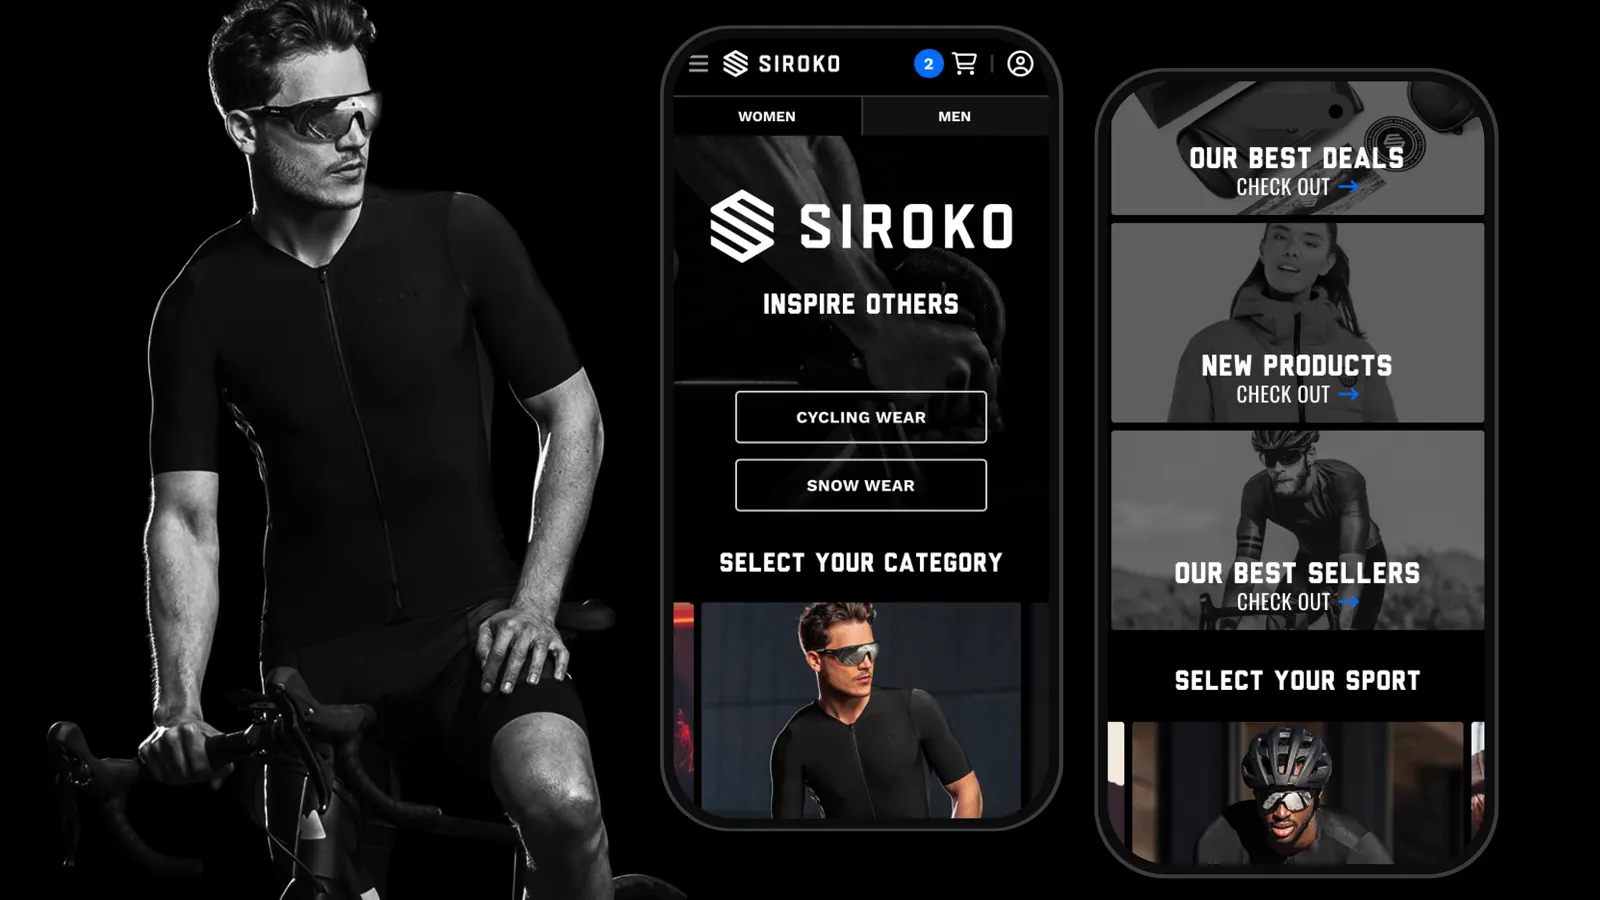 SIROKO
2
WOMEN
MEN
SIROKO
INSPIRE OTHERS
CYCLING WEAR
SNOW WEAR
SELECT YOUR CATEGORY
OUR BEST DEALS
CHECK OUT →
NEW PRODUCTS
CHECK OUT →
OUR BEST SELLERS
CHECK OUT →
SELECT YOUR SPORT